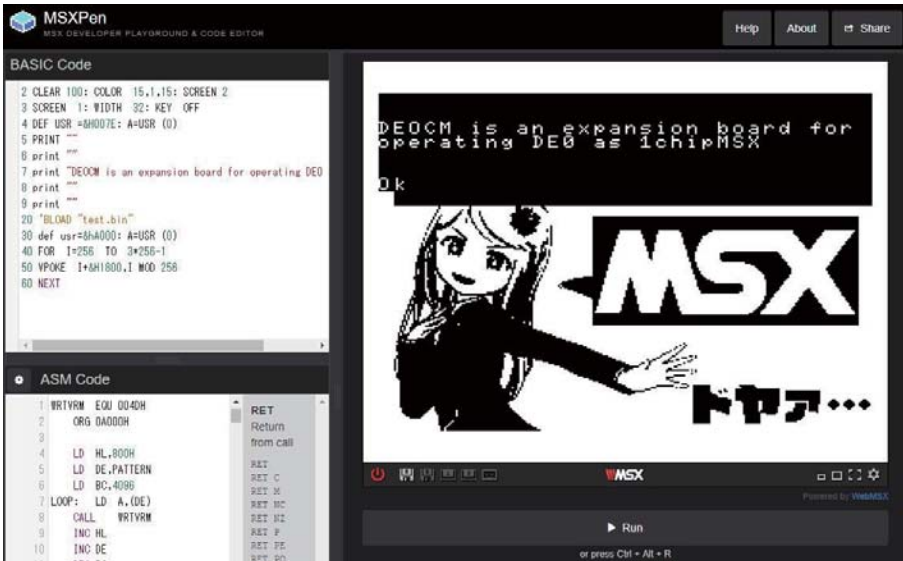 MSXPen
MSX DEVELOPER PLAYGROUND & CODE EDITOR
Help
About
Share
BASIC Code
2 CLEAR 100: COLOR 15,1,15: SCREEN 2
3 SCREEN 1: WIDTH 32: KEY OFF
4 DEF USR =&H007E: A=USR (0)
5 PRINT ""
6 print ""
7 print "DEOCM is an expansion board for operating DE0
8 print ""
9 print ""
20 'BLOAD "test.bin"
30 def usr=&hA000: A=USR (0)
40 FOR I=256 TO 3*256-1
50 VPOKE I+&H1800,I MOD 256
60 NEXT
ASM Code
1 WRTVRM EQU 004DH
2 ORG 0A000H
3
4 LD HL,800H
5 LD DE,PATTERN
6 LD BC,4096
7 LOOP: LD A,(DE)
8 CALL WRTVRM
9 INC HL
10 INC DE
RET
Return
from call
RET
RET C
RET M
RET NC
RET NZ
RET P
RET PE
RET PO
DEOCM is an expansion board for
operating DE0 as 1chipMSX
Ok
MSX
ドヤァ…
WMSX
Powered by WebMSX
Run
or press Ctrl + Alt + R